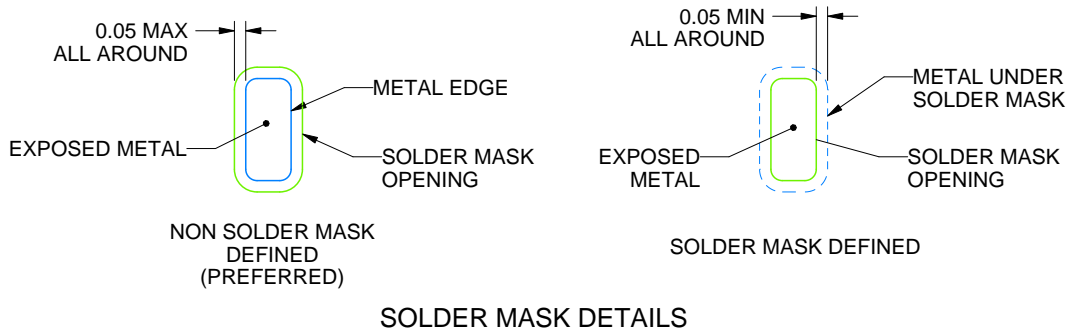 0.05 MAX
ALL AROUND
METAL EDGE
EXPOSED METAL
SOLDER MASK
OPENING
NON SOLDER MASK
DEFINED
(PREFERRED)
0.05 MIN
ALL AROUND
METAL UNDER
SOLDER MASK
EXPOSED
METAL
SOLDER MASK
OPENING
SOLDER MASK DEFINED
SOLDER MASK DETAILS